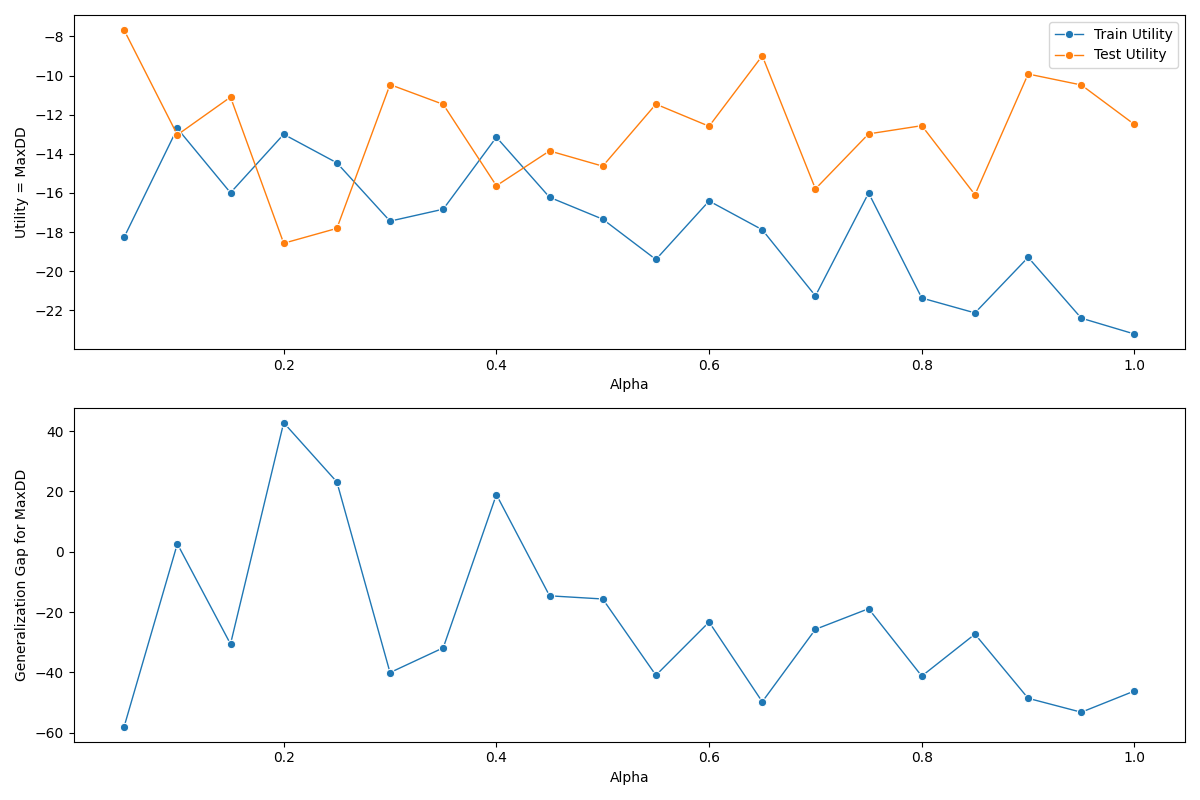 −8
−10
−12
−14
−16
−18
−20
−22
Utility = MaxDD
Train Utility
Test Utility
0.2 0.4 0.6 0.8 1.0
Alpha
40
20
0
−20
−40
−60
Generalization Gap for MaxDD
0.2 0.4 0.6 0.8 1.0
Alpha